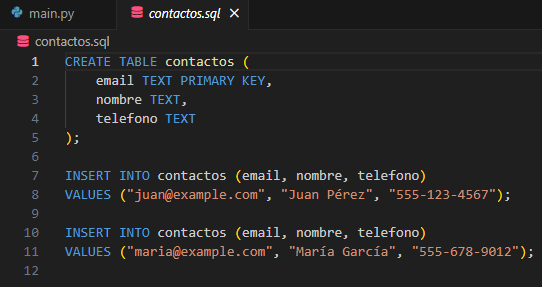 main.py contactos.sql
contactos.sql
1 CREATE TABLE contactos (
2     email TEXT PRIMARY KEY,
3     nombre TEXT,
4     telefono TEXT
5 );
6
7 INSERT INTO contactos (email, nombre, telefono)
8 VALUES ("juan@example.com", "Juan Pérez", "555-123-4567");
9
10 INSERT INTO contactos (email, nombre, telefono)
11 VALUES ("maria@example.com", "María García", "555-678-9012");
12